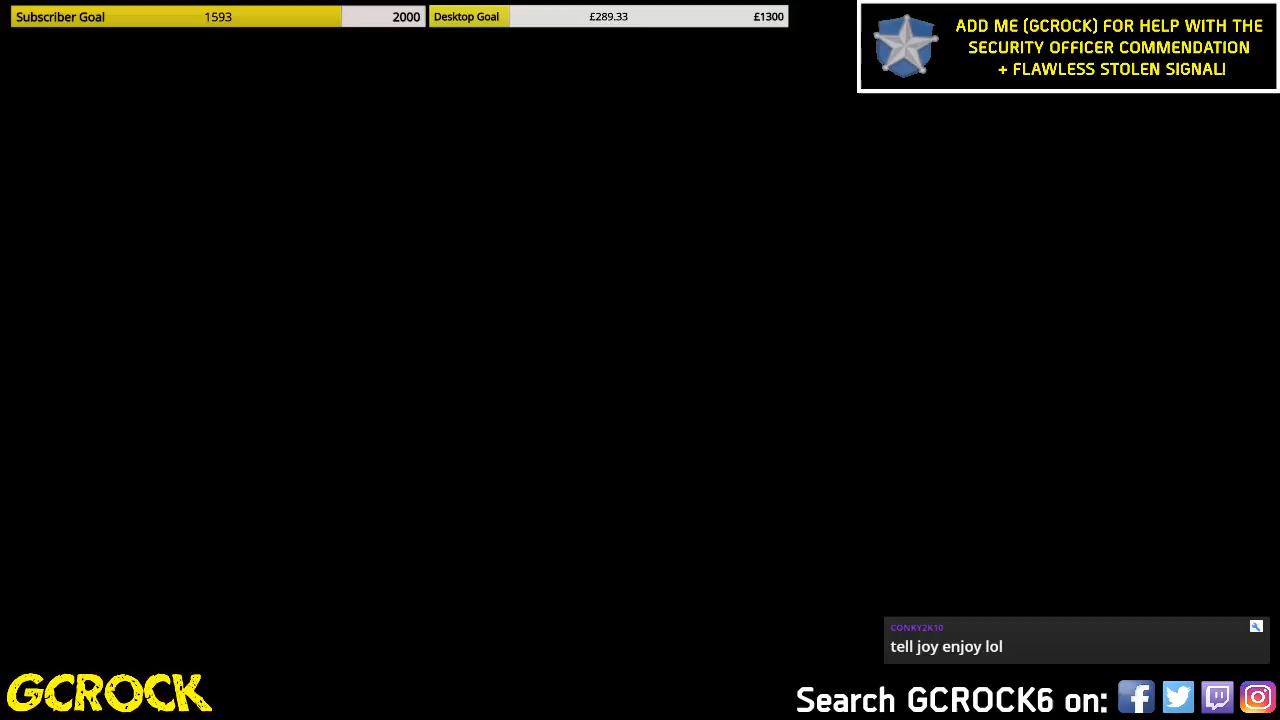 Subscriber Goal 1593 2000
Desktop Goal £289.33 £1300
ADD ME (GCROCK) FOR HELP WITH THE
SECURITY OFFICER COMMENDATION
+ FLAWLESS STOLEN SIGNAL!
CONKY2K10
tell joy enjoy lol
GCROCK
Search GCROCK6 on: